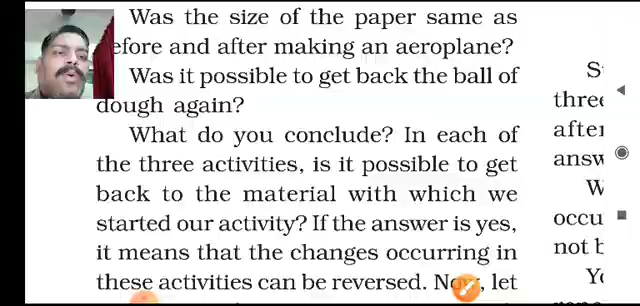 Was the size of the paper same as
efore and after making an aeroplane?
Was it possible to get back the ball of
dough again?
What do you conclude? In each of
the three activities, is it possible to get
back to the material with which we
started our activity? If the answer is yes,
it means that the changes occurring in
these activities can be reversed. Now, let
S
three
after
answ
W
occu
not b
Yo